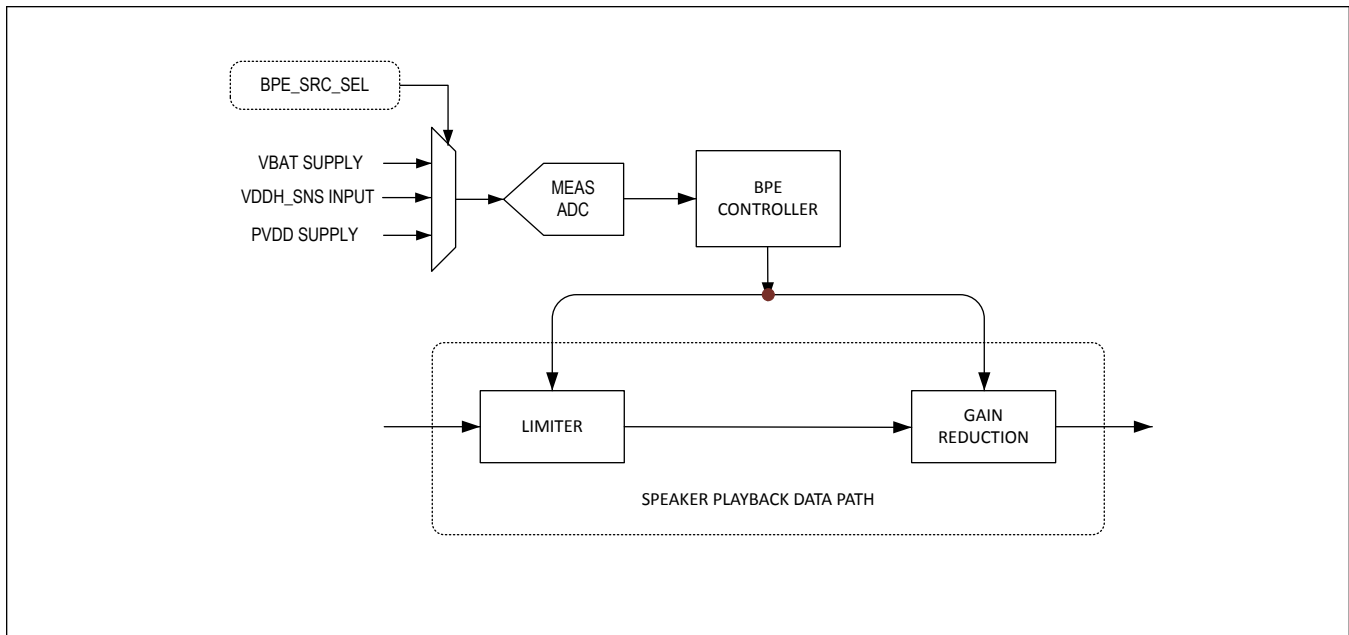 BPE_SRC_SEL
VBAT SUPPLY
VDDH_SNS INPUT
PVDD SUPPLY
MEAS
ADC
BPE
CONTROLLER
LIMITER
GAIN
REDUCTION
SPEAKER PLAYBACK DATA PATH